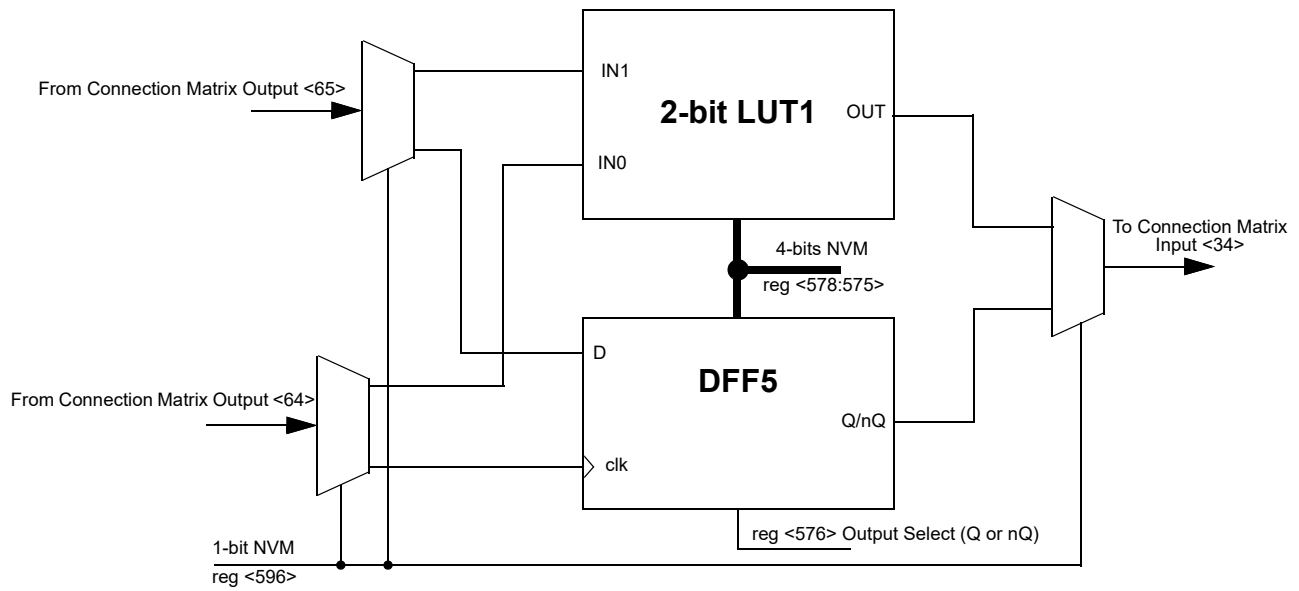 From Connection Matrix Output <65>
IN1
2-bit LUT1
OUT
IN0
To Connection Matrix
Input <34>
4-bits NVM
reg <578:575>
D
DFF5
From Connection Matrix Output <64>
Q/nQ
clk
reg <576> Output Select (Q or nQ)
1-bit NVM
reg <596>